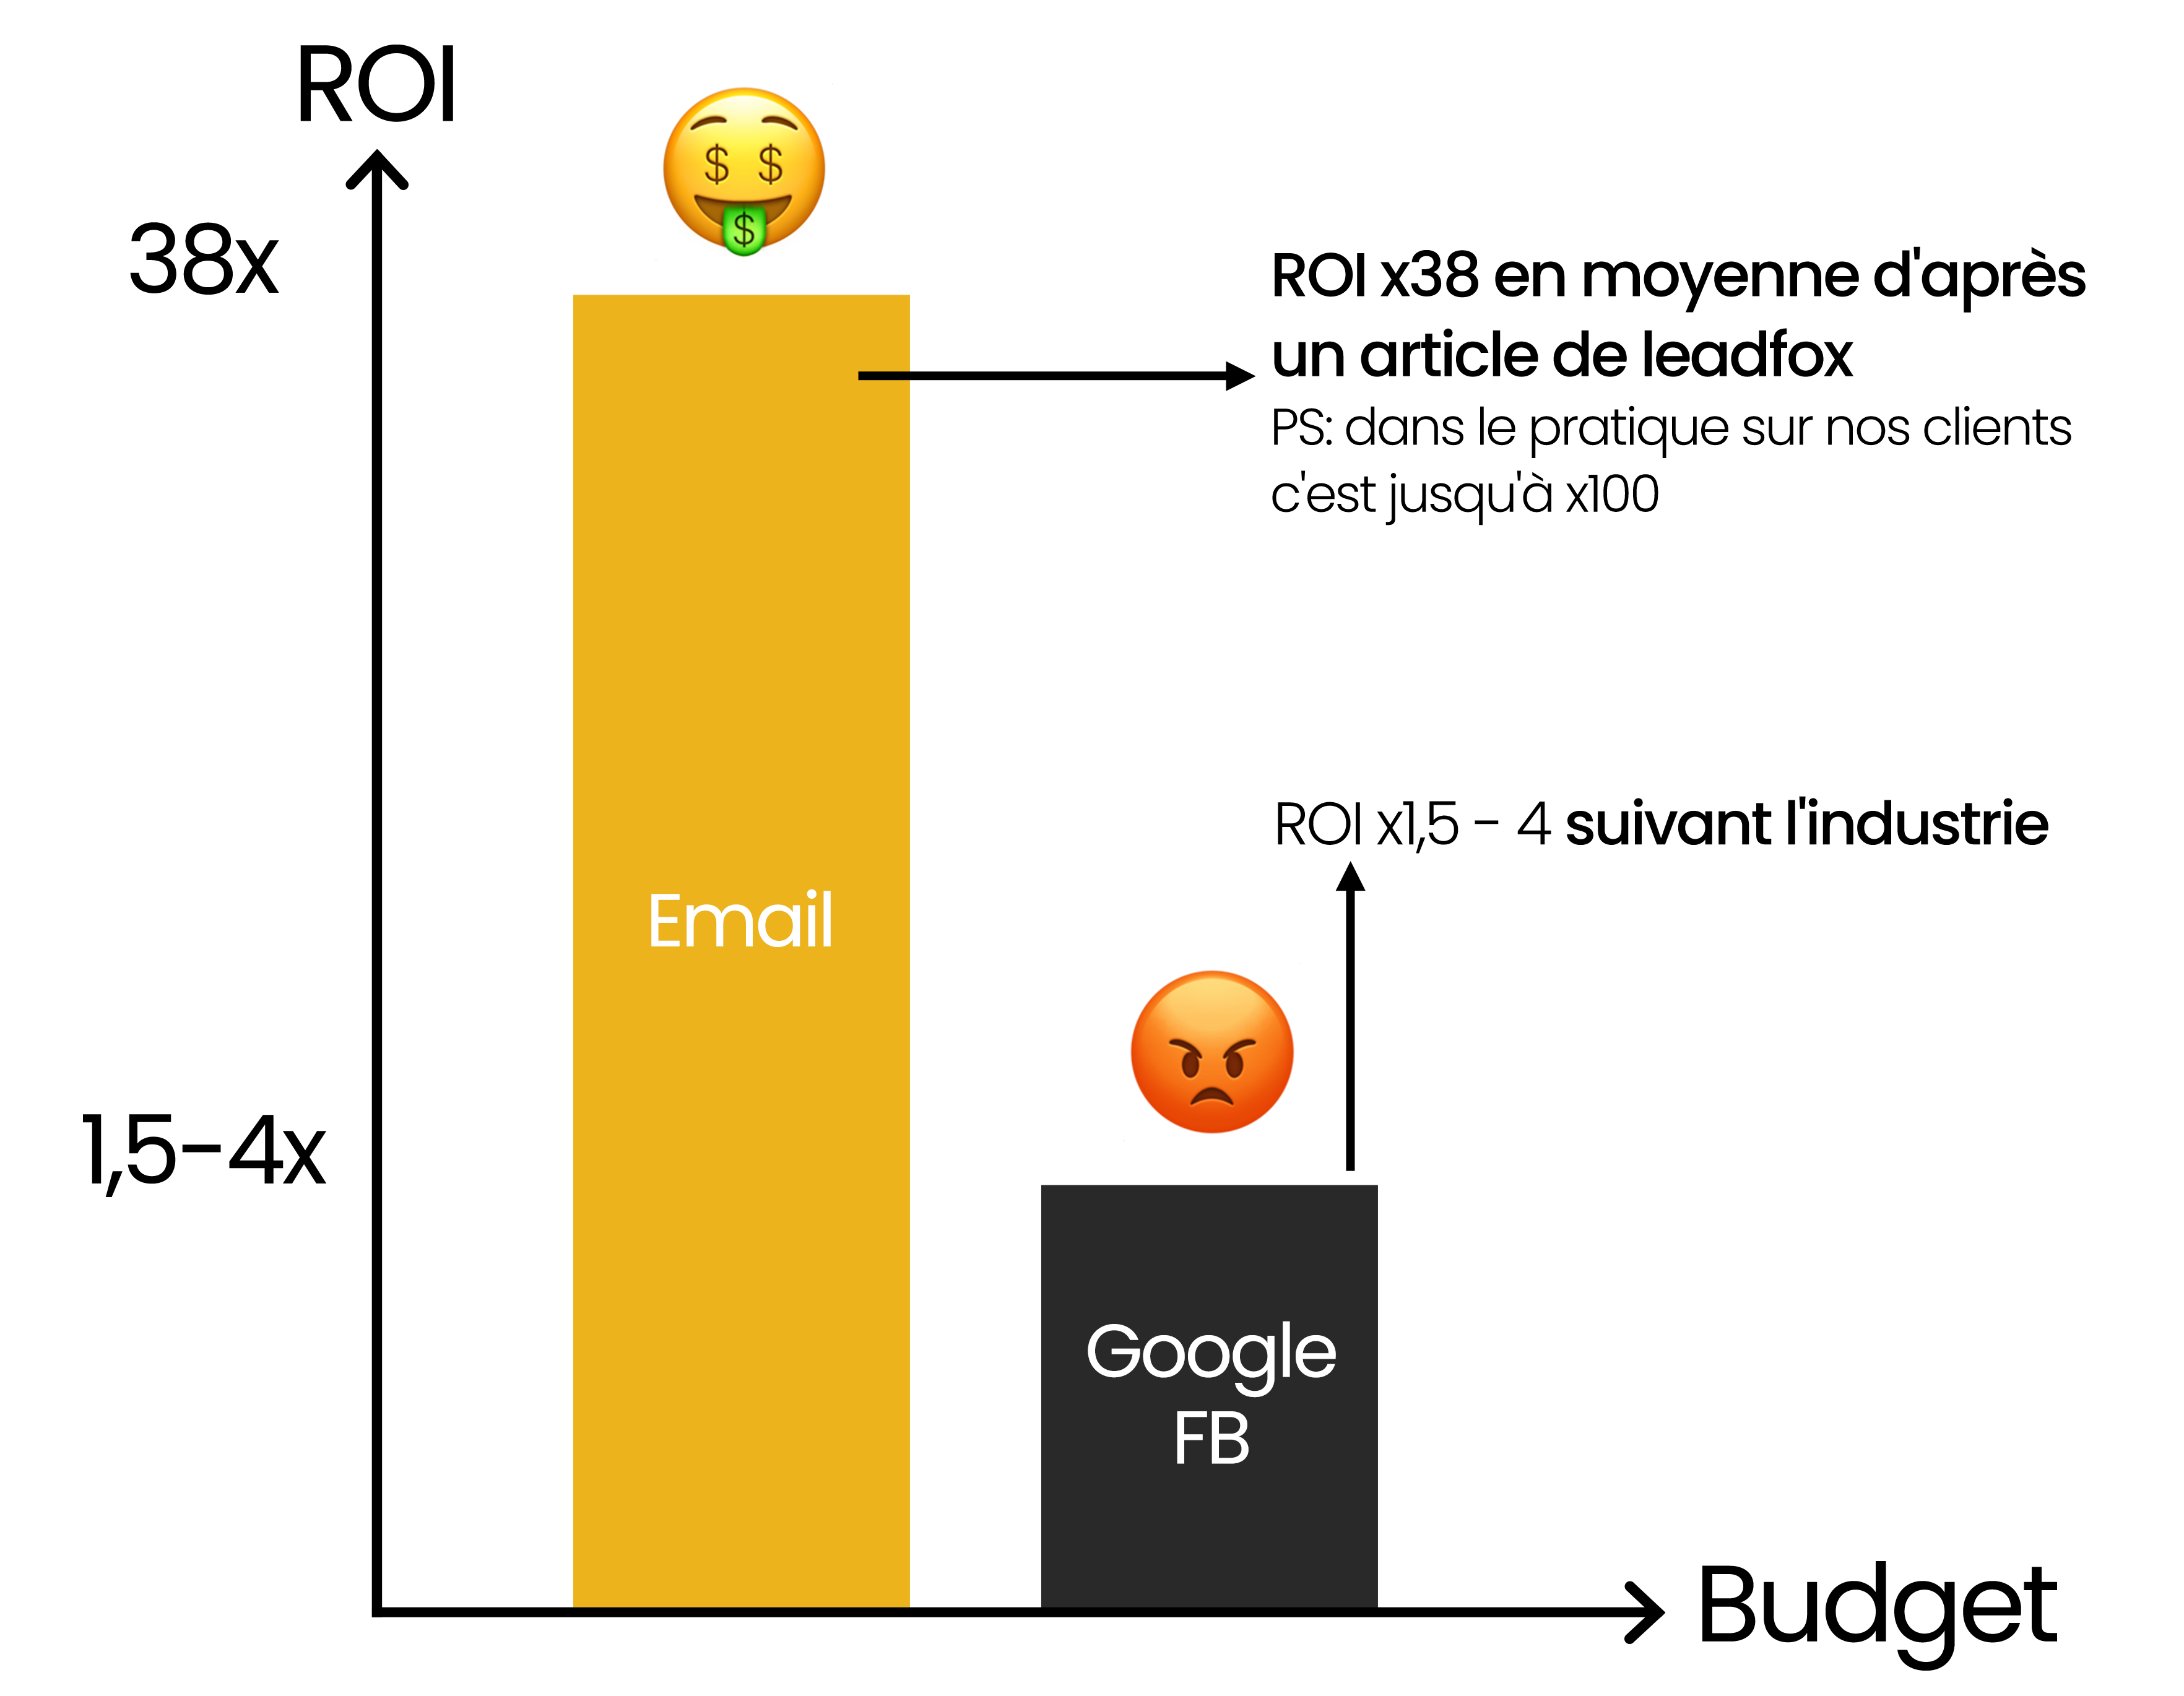 ROI
38x
ROI x38 en moyenne d'après
un article de leadfox
PS: dans le pratique sur nos clients
c'est jusqu'à x100
ROI x1,5 - 4 suivant l'industrie
Email
1,5-4x
Google
FB
Budget